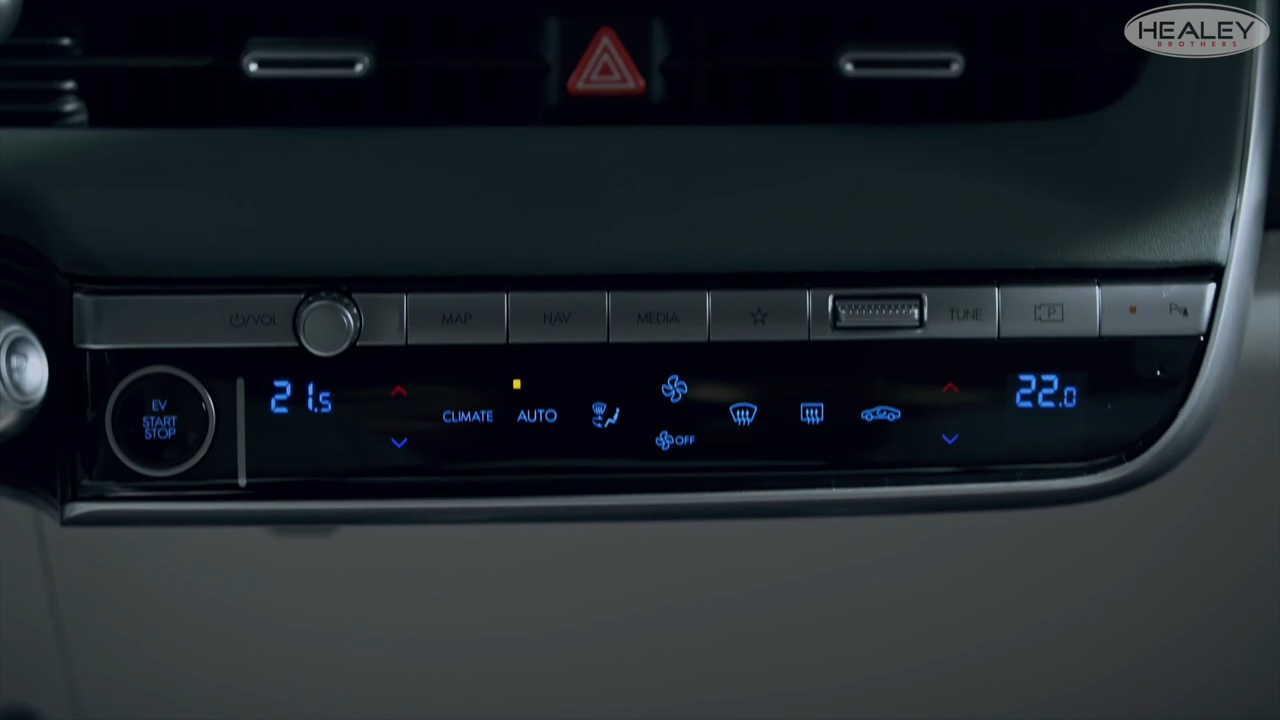 HEALEY
BROTHERS
/VOL MAP NAV MEDIA TUNE P P
EV
START
STOP
21.5 CLIMATE AUTO OFF 22.0